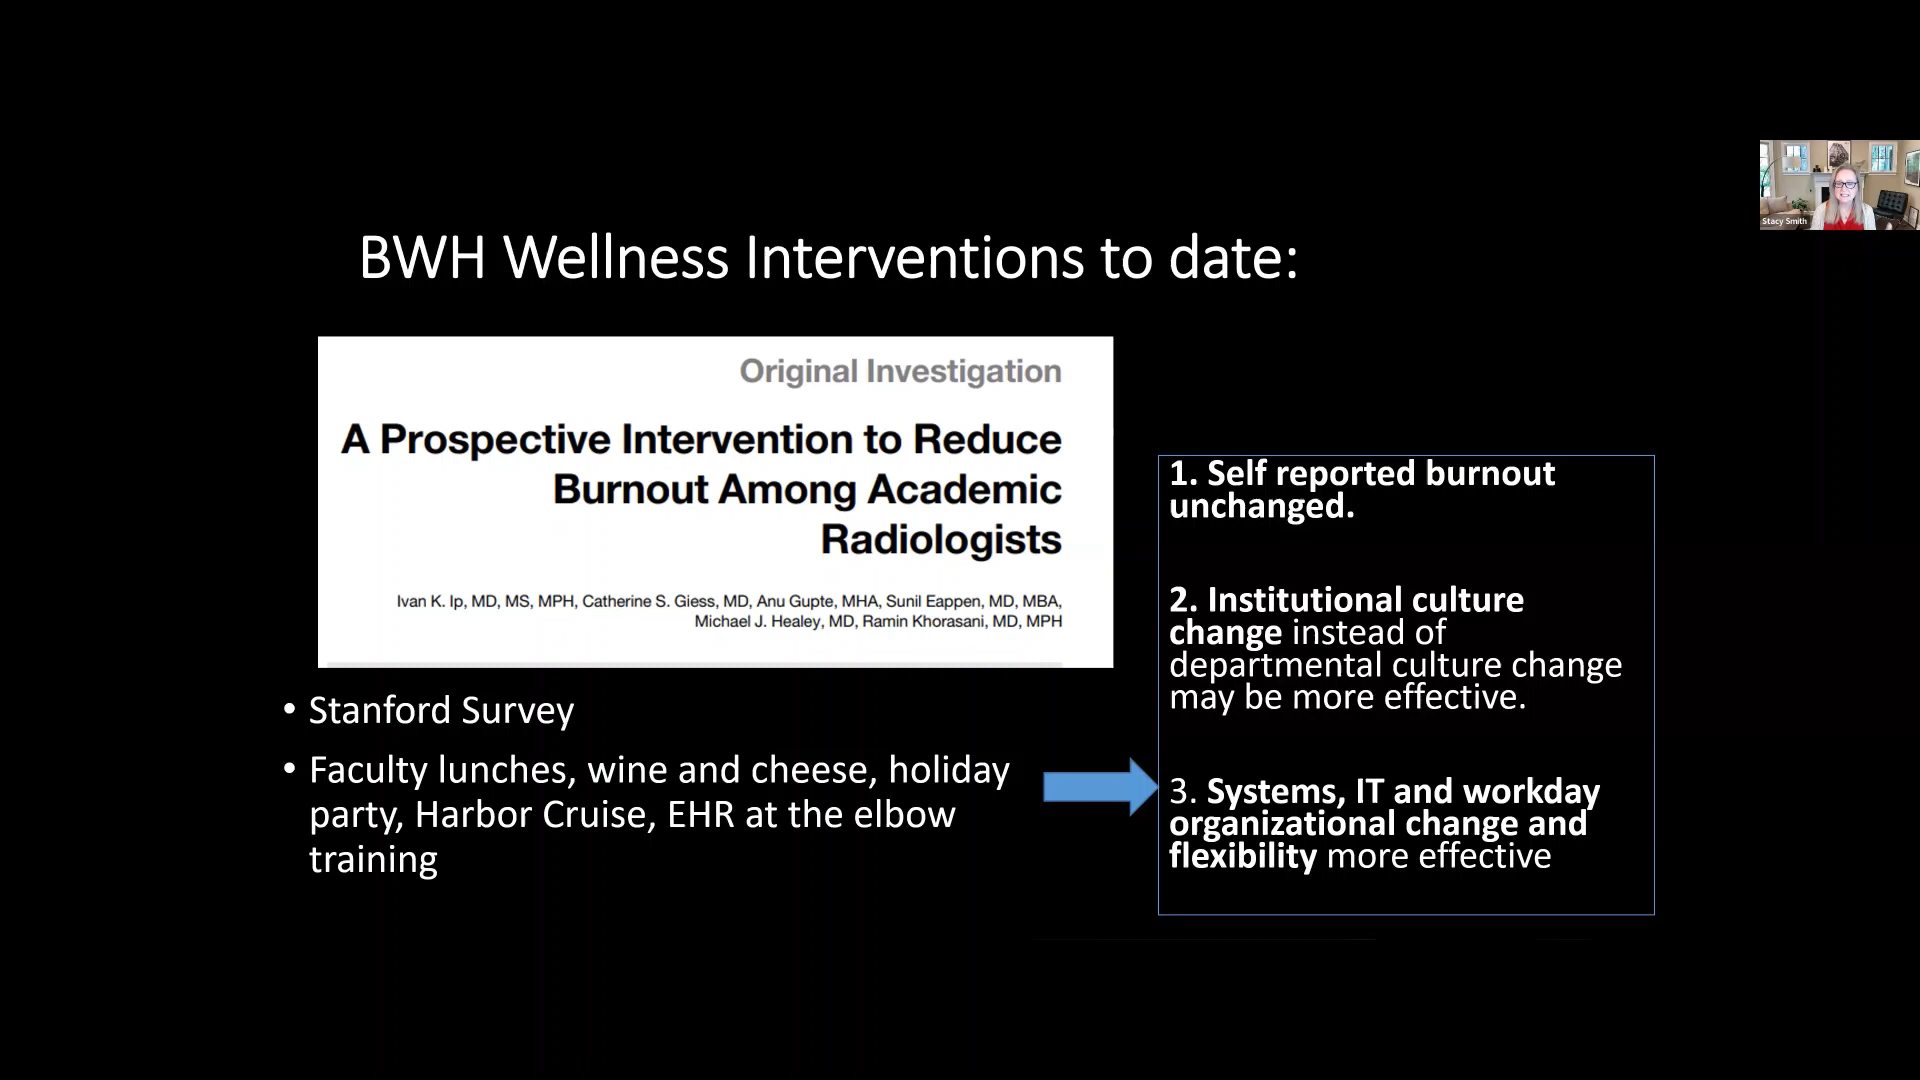 Stacy Smith
BWH Wellness Interventions to date:
Original Investigation
A Prospective Intervention to Reduce
Burnout Among Academic
Radiologists
Ivan K. Ip, MD, MS, MPH, Catherine S. Giess, MD, Anu Gupte, MHA, Sunil Eappen, MD, MBA,
Michael J. Healey, MD, Ramin Khorasani, MD, MPH
• Stanford Survey
• Faculty lunches, wine and cheese, holiday
party, Harbor Cruise, EHR at the elbow
training
1. Self reported burnout
unchanged.
2. Institutional culture
change instead of
departmental culture change
may be more effective.
3. Systems, IT and workday
organizational change and
flexibility more effective